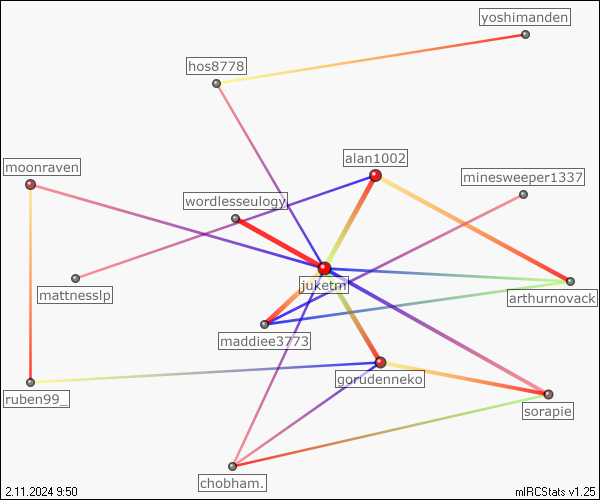 yoshimanden
hos8778
alan1002
moonraven
minesweeper1337
wordlesseulogy
juketm
mattnesslp
arthurnovack
maddiee3773
gorudenneko
ruben99_
sorapie
chobham.
2.11.2024 9:50
mIRCStats v1.25